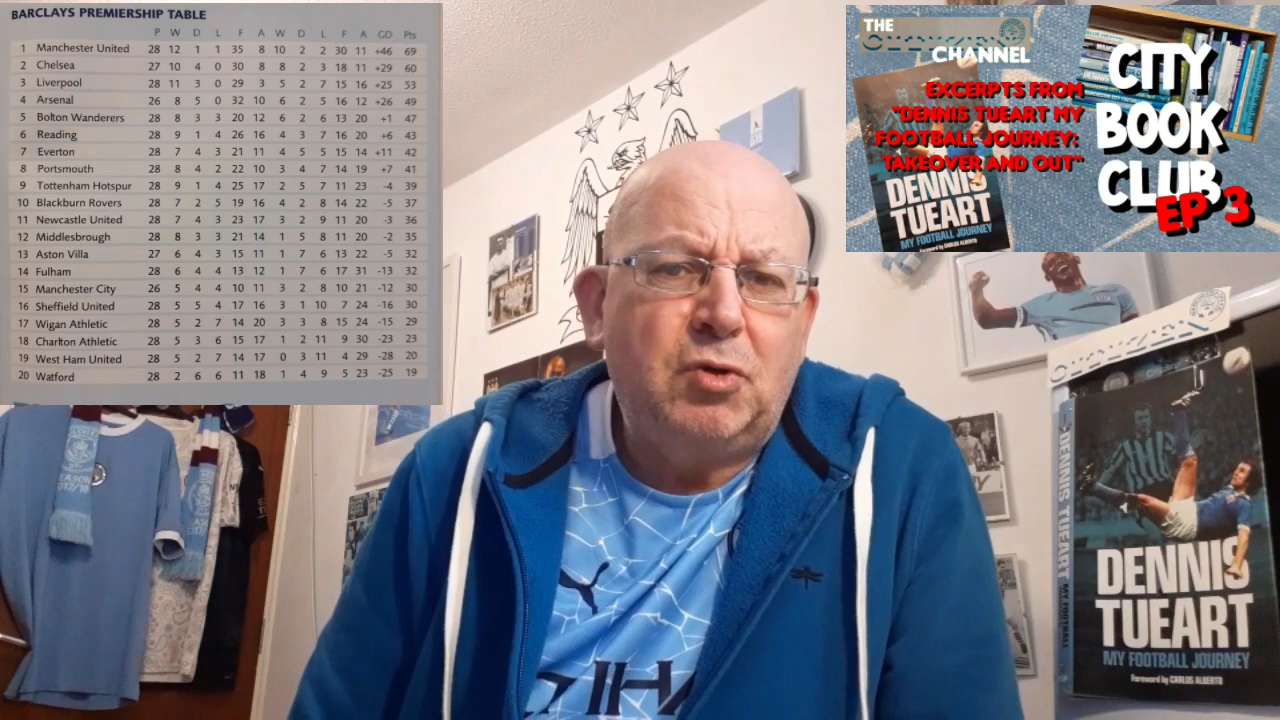 BARCLAYS PREMIERSHIP TABLE
P W D L F A W D L F A GD Pts
1 Manchester United 28 12 1 1 35 8 10 2 2 30 11 +46 69
2 Chelsea 27 10 4 0 30 8 8 2 3 18 11 +29 60
3 Liverpool 28 11 3 0 29 3 5 2 7 15 16 +25 53
4 Arsenal 26 8 5 0 32 10 6 2 5 16 12 +26 49
5 Bolton Wanderers 28 8 3 3 20 12 6 2 6 13 20 +1 47
6 Reading 28 9 1 4 26 16 4 3 7 16 20 +6 43
7 Everton 28 7 4 3 21 11 4 5 5 15 14 +11 42
8 Portsmouth 28 8 4 2 22 10 3 4 7 14 19 +7 41
9 Tottenham Hotspur 28 9 1 4 25 17 2 5 7 11 23 -4 39
10 Blackburn Rovers 28 7 2 5 19 16 4 2 8 14 22 -5 37
11 Newcastle United 28 7 4 3 23 17 3 2 9 11 20 -3 36
12 Middlesbrough 28 8 3 3 21 14 1 5 8 11 20 -2 35
13 Aston Villa 27 6 4 3 11 1 7 6 13 22 -5 32
14 Fulham 28 6 4 4 13 12 1 7 6 17 31 -13 32
15 Manchester City 26 5 4 4 10 11 3 2 8 10 21 -12 30
16 Sheffield United 28 5 5 4 17 16 3 1 10 7 24 -16 30
17 Wigan Athletic 28 5 2 7 14 20 3 3 8 15 24 -15 29
18 Charlton Athletic 28 5 3 6 15 17 1 2 11 9 30 -23 23
19 West Ham United 28 5 2 7 14 17 0 3 11 4 29 -28 20
20 Watford 28 2 6 6 11 18 1 4 9 5 23 -25 19
THE
CITYZEN
CHANNEL
EXCERPTS FROM
"DENNIS TUEART MY
FOOTBALL JOURNEY:
TAKEOVER AND OUT"
DENNIS
TUEART
MY FOOTBALL JOURNEY
Foreword by CARLOS ALBERTO
CITY
BOOK
CLUB
EP 3
CITYZEN
DENNIS TUEART MY FOOTBALL
DENNIS
TUEART
MY FOOTBALL JOURNEY
Foreword by CARLOS ALBERTO